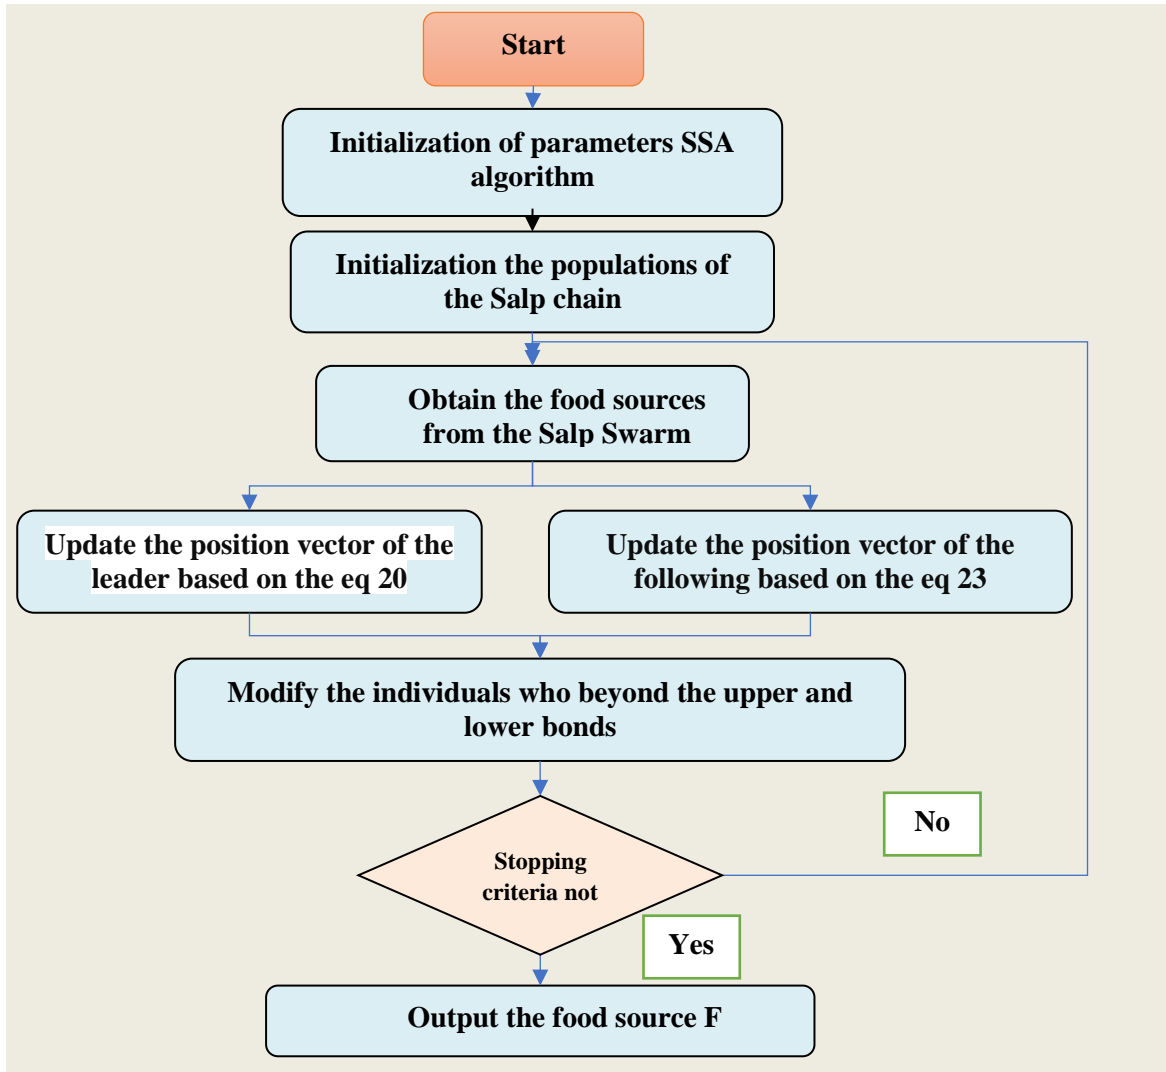 Start
Initialization of parameters SSA
algorithm
Initialization the populations of
the Salp chain
Obtain the food sources
from the Salp Swarm
Update the position vector of the
leader based on the eq 20
Update the position vector of the
following based on the eq 23
Modify the individuals who beyond the upper and
lower bonds
No
Stopping
criteria not
Yes
Output the food source F